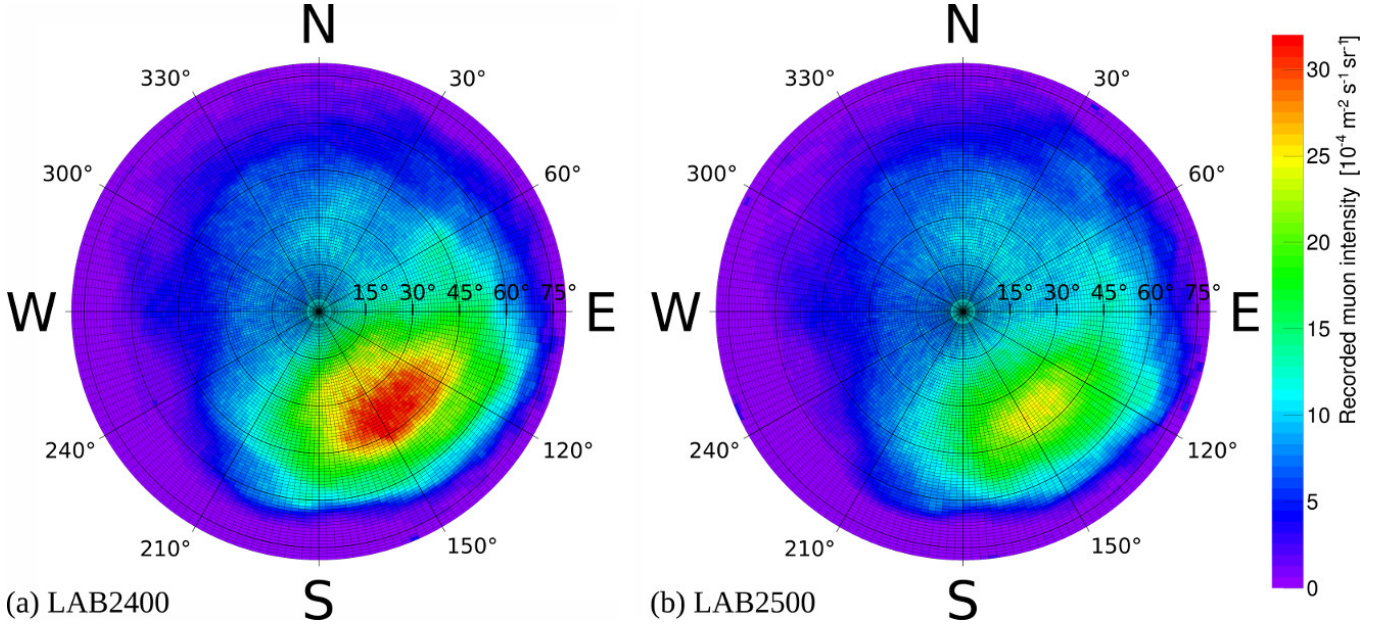 N
330° 30°
300° 60°
W 15° 30° 45° 60° 75° E
240° 120°
210° 150°
S
(a) LAB2400
N
330° 30°
300° 60°
W 15° 30° 45° 60° 75° E
240° 120°
210° 150°
S
(b) LAB2500
30
25
20
15
10
5
0
Recorded muon intensity [10⁻⁴ m⁻² s⁻¹ sr⁻¹]